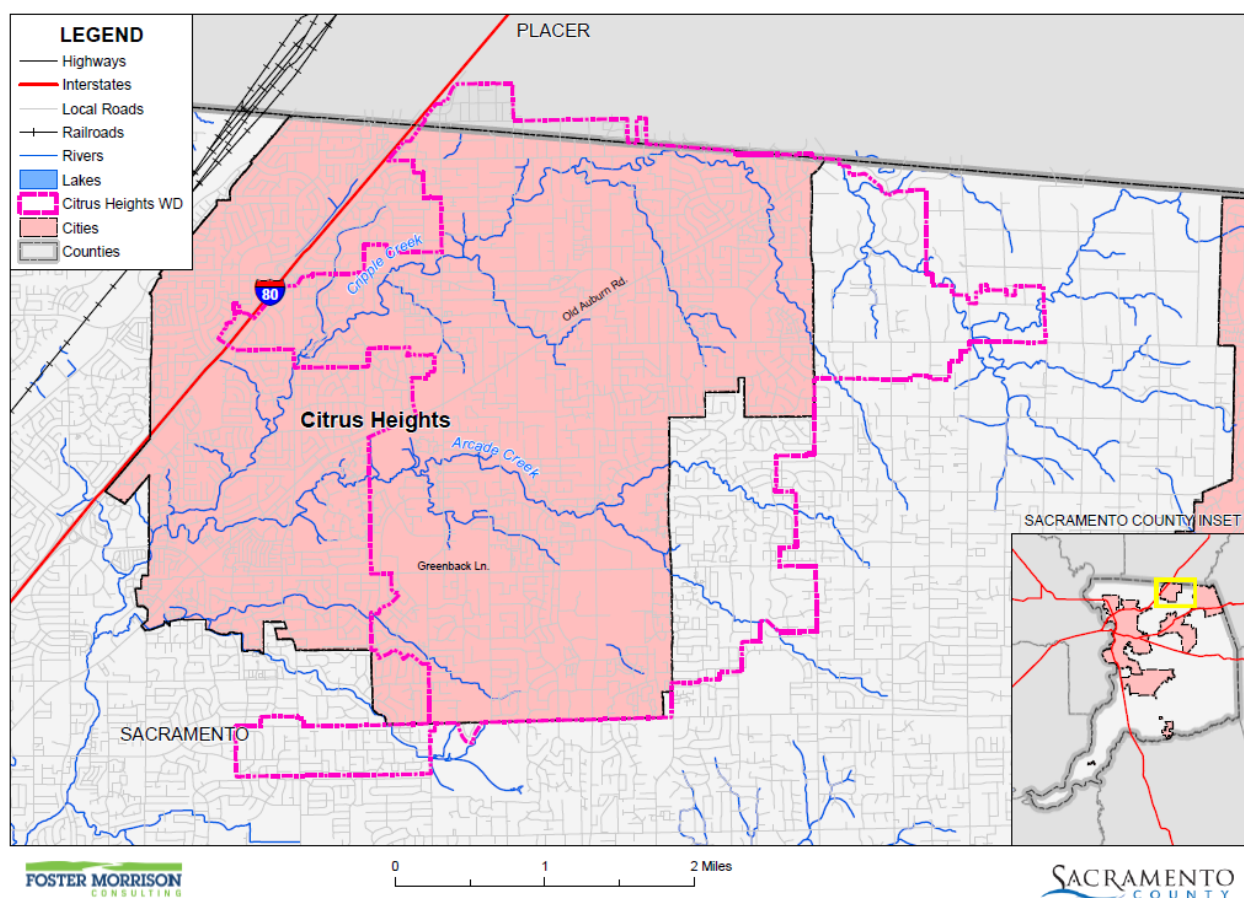 LEGEND
Highways
Interstates
Local Roads
Railroads
Rivers
Lakes
Citrus Heights WD
Cities
Counties
PLACER
80
Cripple Creek
Old Auburn Rd.
Citrus Heights
Arcade Creek
Greenback Ln.
SACRAMENTO
SACRAMENTO COUNTY INSET
FOSTER MORRISON
CONSULTING
0 1 2 Miles
SACRAMENTO
COUNTY